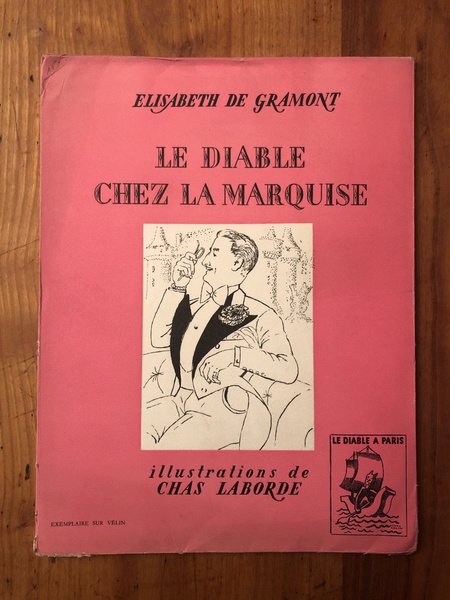 ELISABETH DE GRAMONT
LE DIABLE
CHEZ LA MARQUISE
illustrations de
CHAS LABORDE
LE DIABLE A PARIS
EXEMPLAIRE SUR VÉLIN